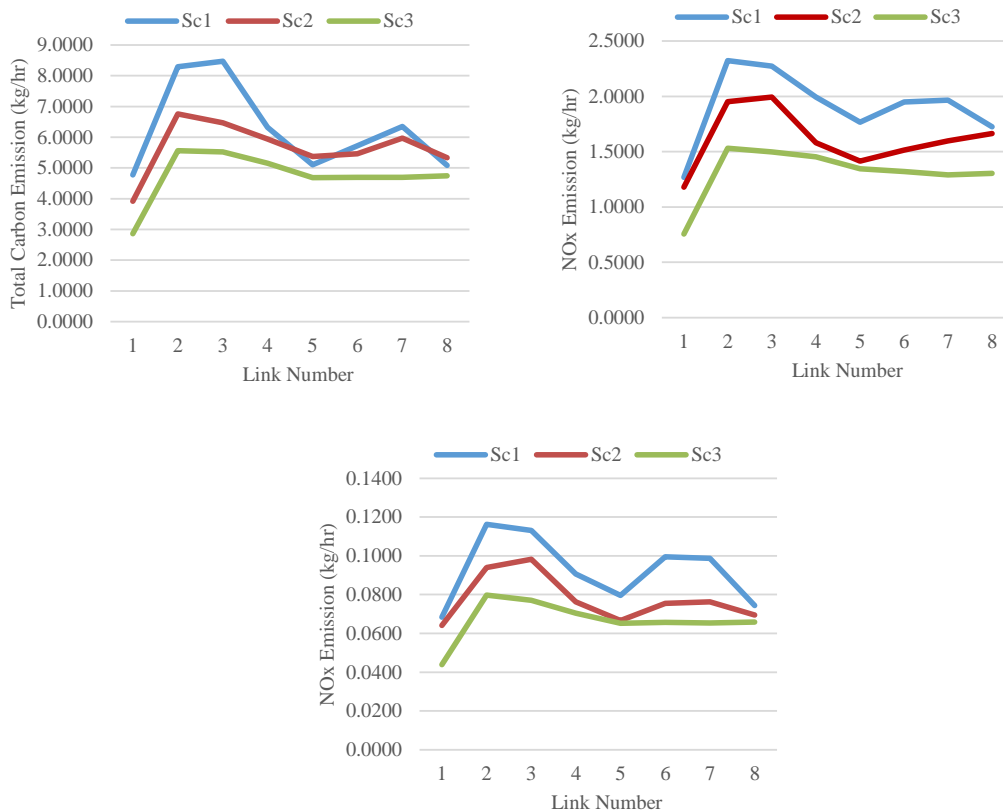 Sc1 Sc2 Sc3
Total Carbon Emission (kg/hr)
9.0000
8.0000
7.0000
6.0000
5.0000
4.0000
3.0000
2.0000
1.0000
0.0000
1 2 3 4 5 6 7 8
Link Number
Sc1 Sc2 Sc3
NOx Emission (kg/hr)
2.5000
2.0000
1.5000
1.0000
0.5000
0.0000
1 2 3 4 5 6 7 8
Link Number
Sc1 Sc2 Sc3
NOx Emission (kg/hr)
0.1400
0.1200
0.1000
0.0800
0.0600
0.0400
0.0200
0.0000
1 2 3 4 5 6 7 8
Link Number